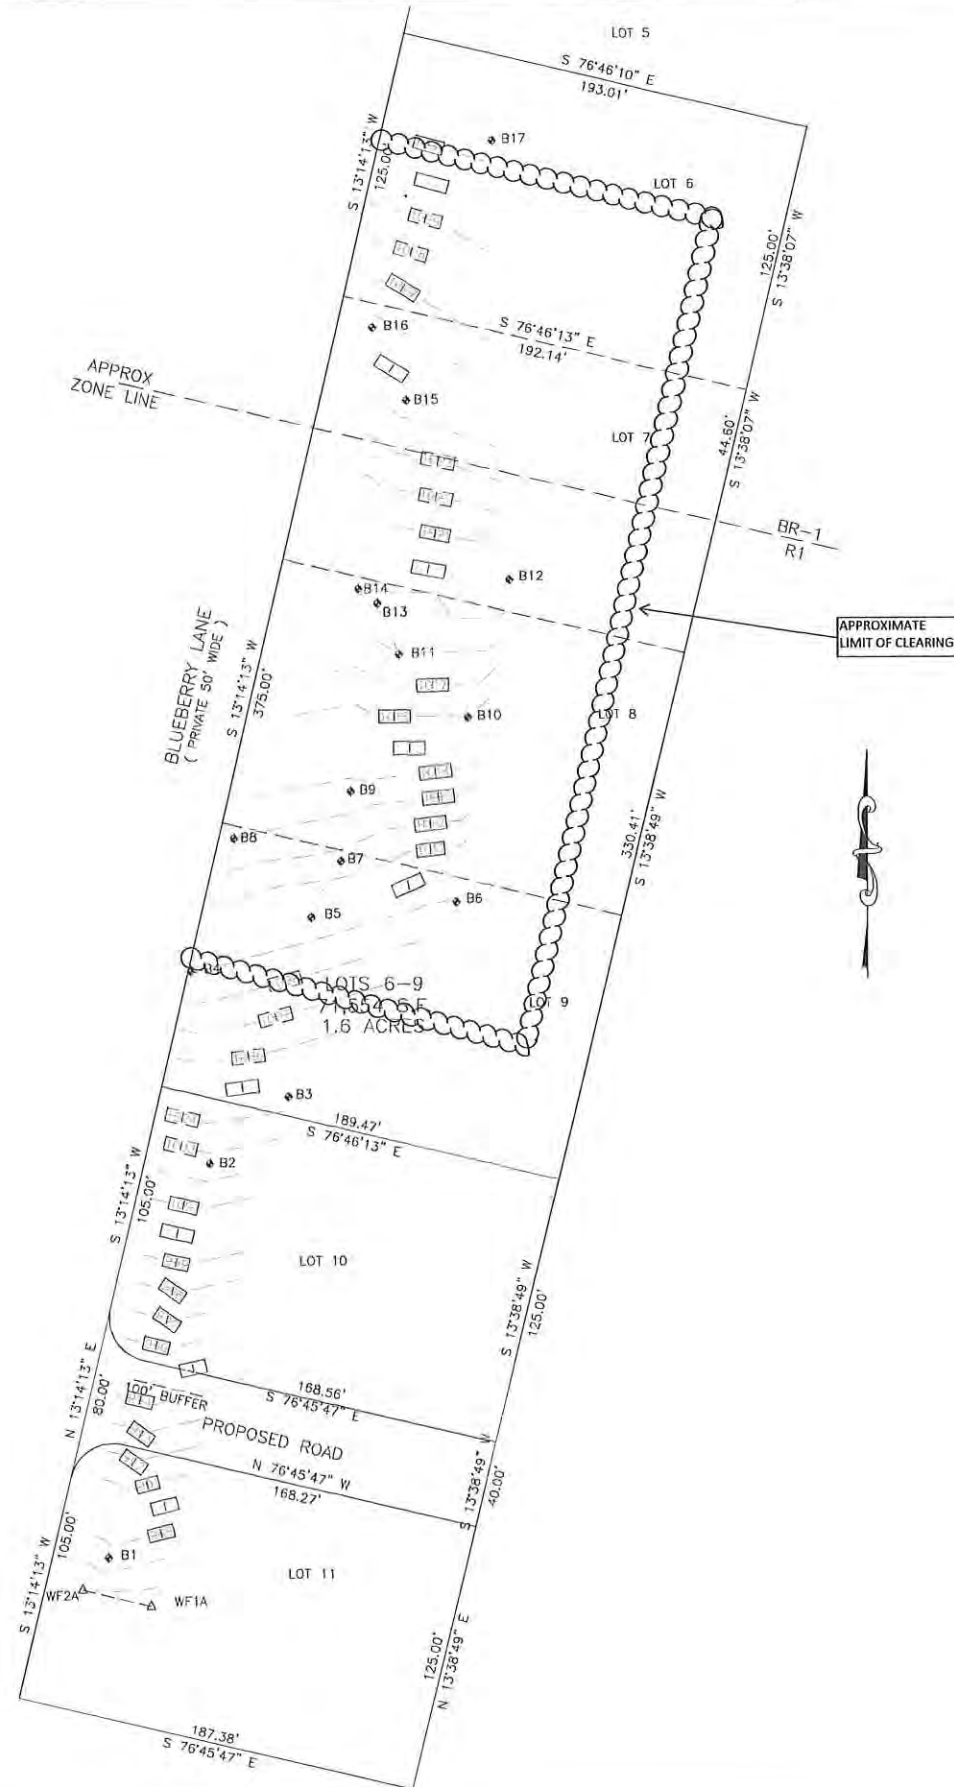 LOT 5
S 76°46'10" E
193.01'
S 13°14'13" W
125.00'
B17
LOT 6
125.00'
S 13°38'07" W
S 76°46'13" E
192.14'
B16
APPROX
ZONE LINE
B15
LOT 7
44.60'
S 13°38'07" W
BR-1
R1
B12
B14
B13
APPROXIMATE
LIMIT OF CLEARING
BLUEBERRY LANE
( PRIVATE 50' WIDE )
S 13°14'13" W
375.00'
B11
B10
LOT 8
B9
B8
B7
330.41'
S 13°38'49" W
B6
B5
B4
LOTS 6-9
71,654 S.F.
1.6 ACRES
LOT 9
B3
189.47'
S 76°46'13" E
B2
S 13°14'13" W
105.00'
LOT 10
S 13°38'49" W
125.00'
168.56'
S 76°45'47" E
N 13°14'13" E
80.00'
100' BUFFER
PROPOSED ROAD
N 76°45'47" W
168.27'
S 13°38'49" W
40.00'
S 13°14'13" W
105.00'
B1
WF2A
WF1A
LOT 11
125.00'
N 13°38'49" E
187.38'
S 76°45'47" E